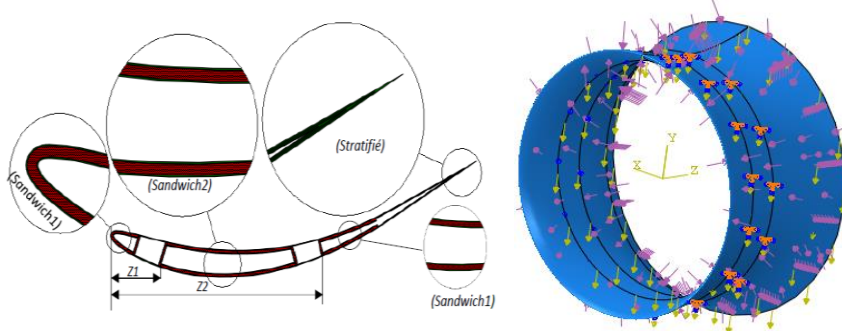 (Stratifié)
(Sandwich2)
(Sandwich1)
Z1
Z2
(Sandwich1)
Y
X
Z